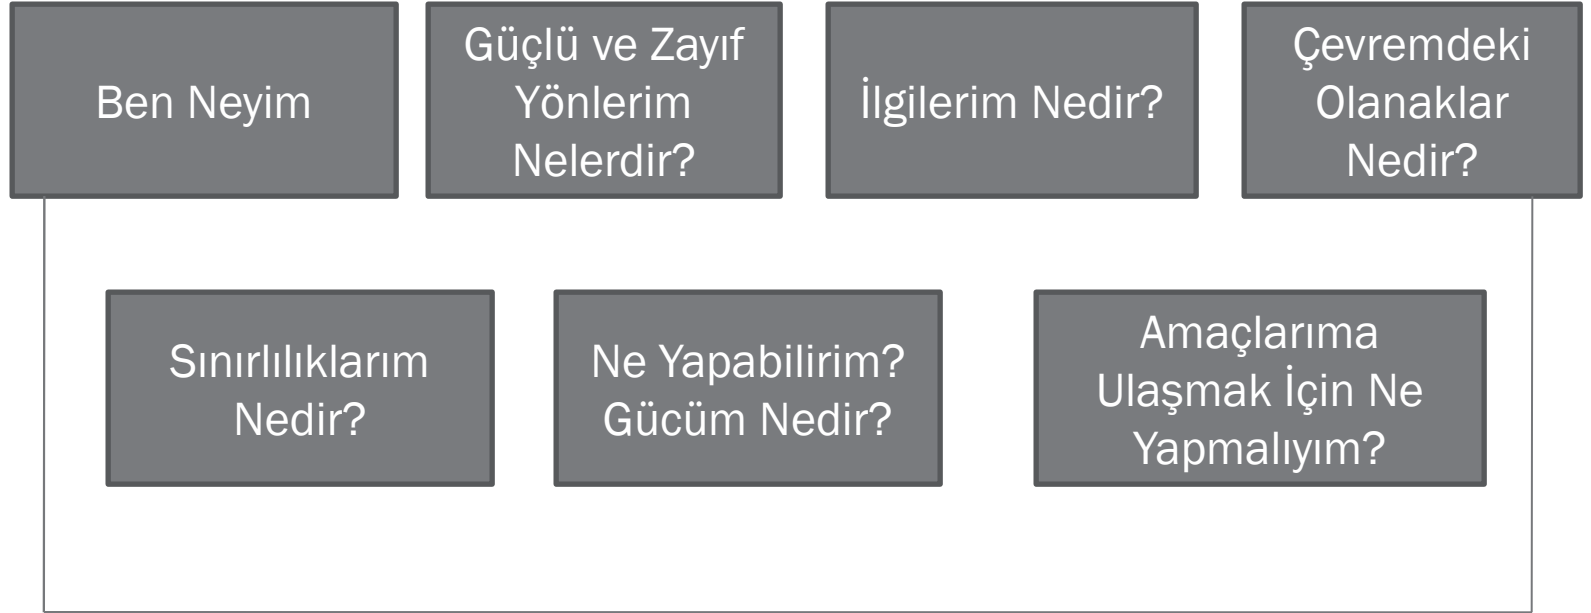 Ben Neyim
Güçlü ve Zayıf
Yönlerim
Nelerdir?
İlgilerim Nedir?
Çevremdeki
Olanaklar
Nedir?
Sınırlılıklarım
Nedir?
Ne Yapabilirim?
Gücüm Nedir?
Amaçlarıma
Ulaşmak İçin Ne
Yapmalıyım?